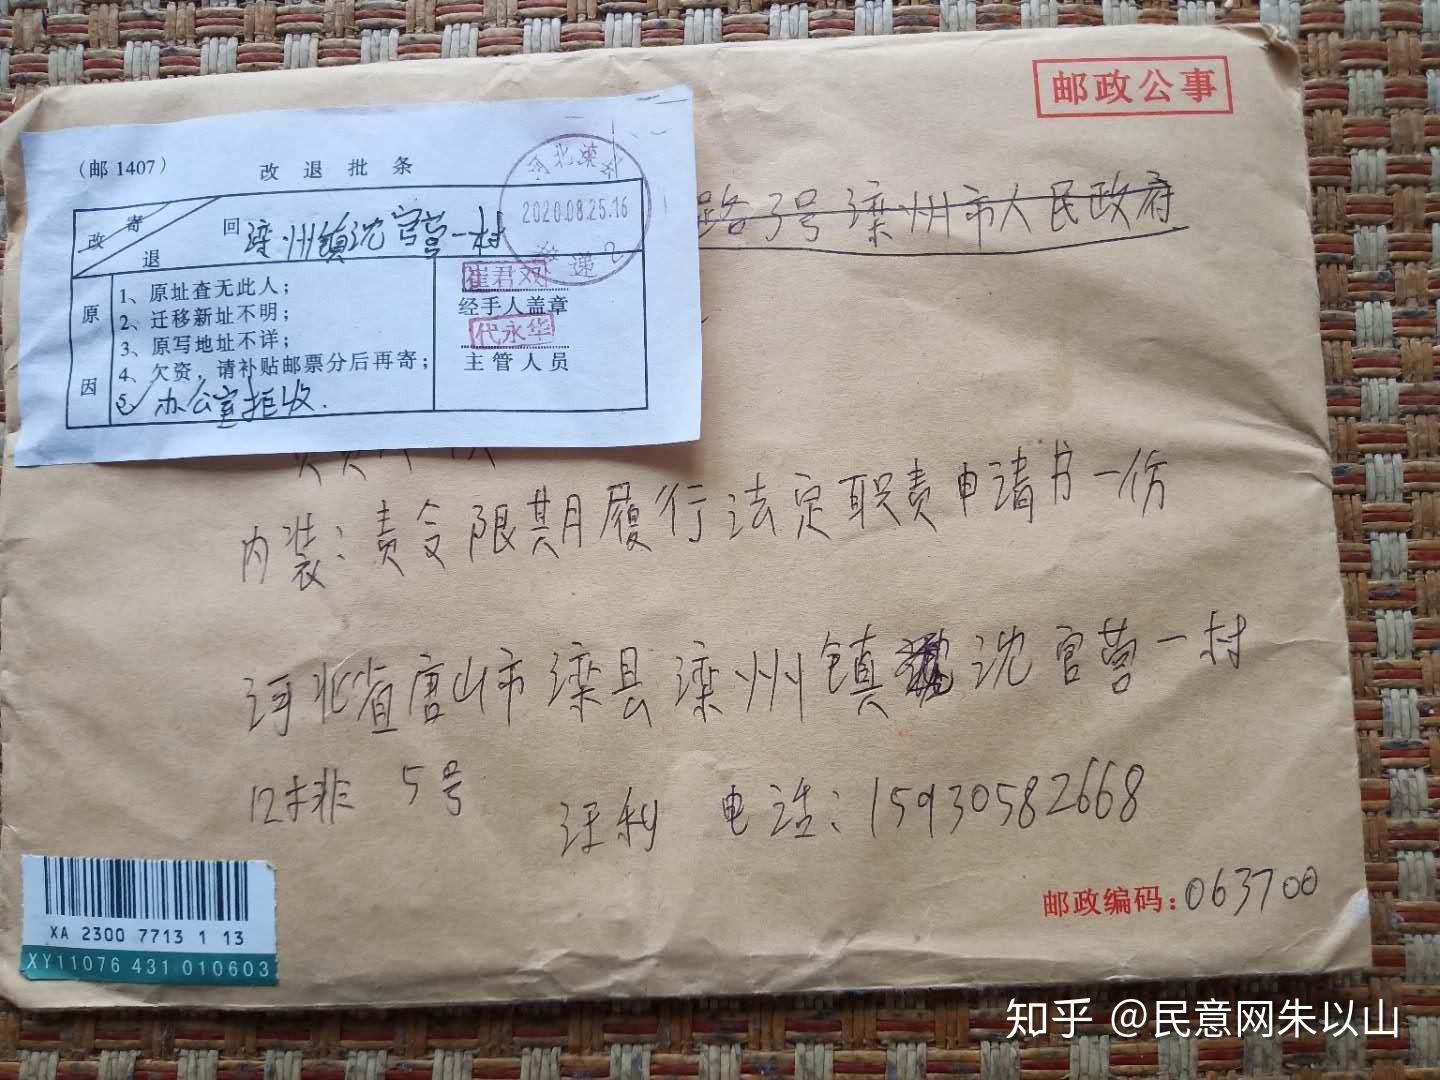 邮政公事
(邮 1407)
改退批条
改寄退
回滦州镇沈官营一村
2020.08.25.16
路3号滦州市人民政府
原因
1、原址查无此人；
2、迁移新址不明；
3、原写地址不详；
4、欠资，请补贴邮票分后再寄；
5、办公室拒收.
崔君
经手人盖章
代永华
主管人员
内装：责令限期履行法定职责申请书一份
河北省唐山市滦县滦州镇沈官营一村
12排 5号 利 电话：15930582668
邮政编码：063700
XA 2300 7713 1 13
XY11076 431 010603
知乎 @民意网朱以山